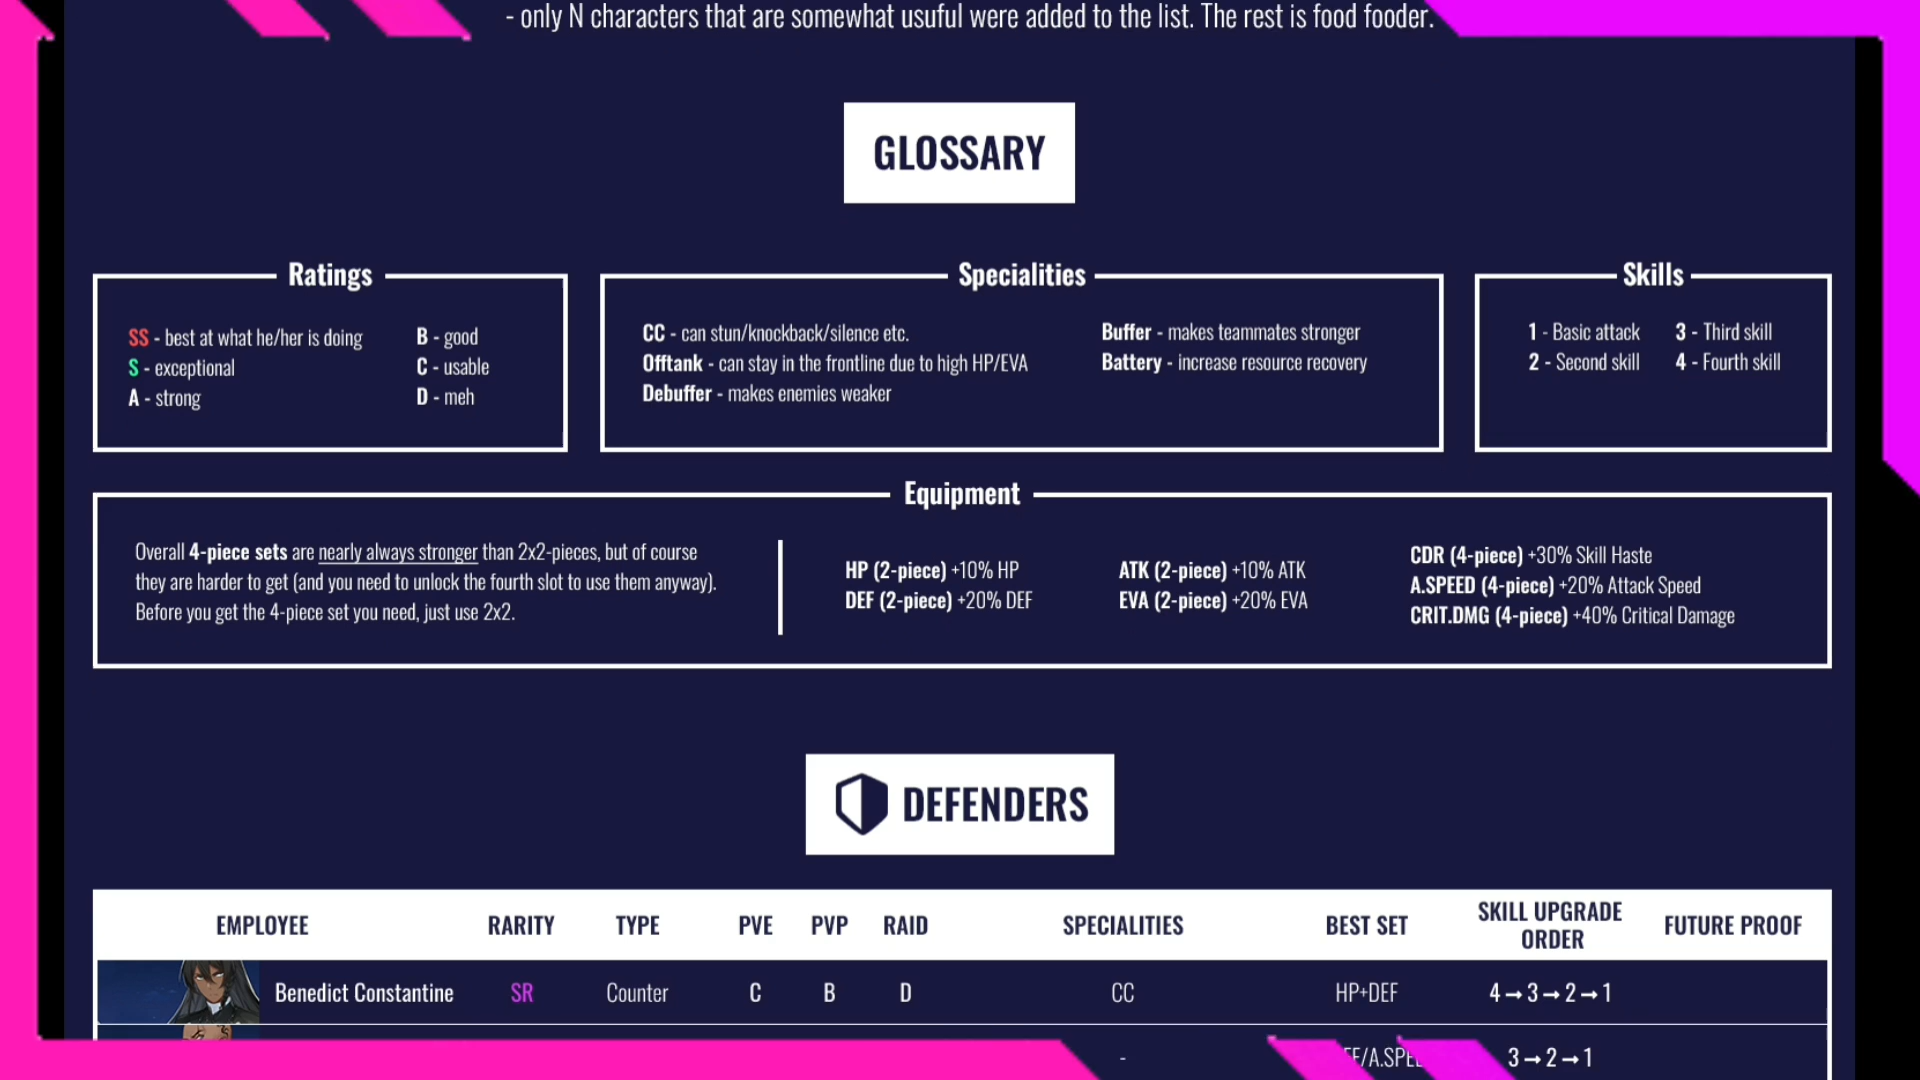 - only N characters that are somewhat usuful were added to the list. The rest is food fooder.
GLOSSARY
Ratings
SS - best at what he/her is doing
S - exceptional
A - strong
B - good
C - usable
D - meh
Specialities
CC - can stun/knockback/silence etc.
Offtank - can stay in the frontline due to high HP/EVA
Debuffer - makes enemies weaker
Buffer - makes teammates stronger
Battery - increase resource recovery
Skills
1 - Basic attack
2 - Second skill
3 - Third skill
4 - Fourth skill
Equipment
Overall 4-piece sets are nearly always stronger than 2x2-pieces, but of course
they are harder to get (and you need to unlock the fourth slot to use them anyway).
Before you get the 4-piece set you need, just use 2x2.
HP (2-piece) +10% HP
DEF (2-piece) +20% DEF
ATK (2-piece) +10% ATK
EVA (2-piece) +20% EVA
CDR (4-piece) +30% Skill Haste
A.SPEED (4-piece) +20% Attack Speed
CRIT.DMG (4-piece) +40% Critical Damage
DEFENDERS
EMPLOYEE RARITY TYPE PVE PVP RAID SPECIALITIES BEST SET SKILL UPGRADE ORDER FUTURE PROOF
Benedict Constantine SR Counter C B D CC HP+DEF 4→3→2→1
- 3→2→1